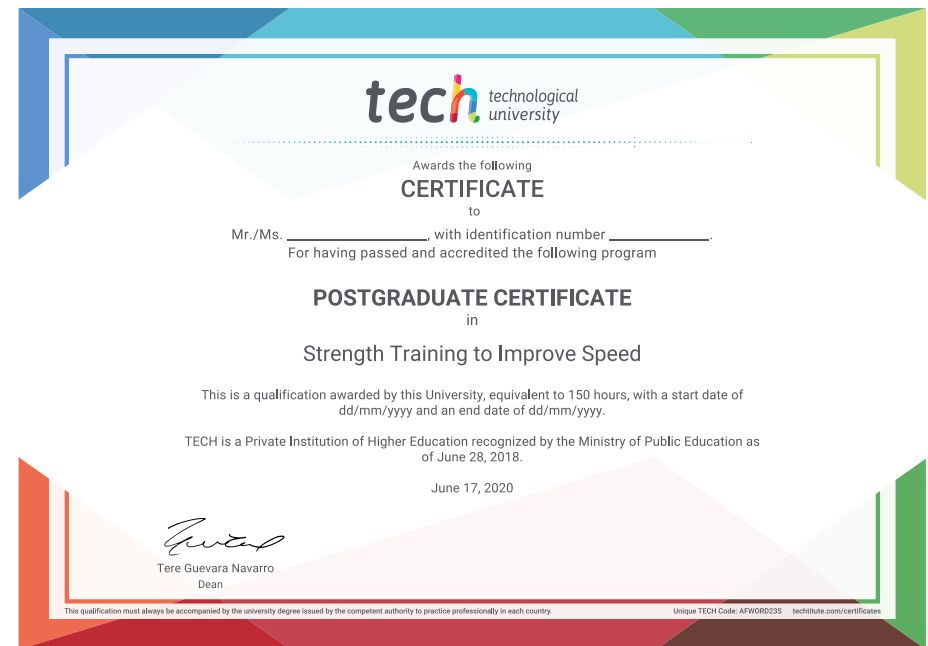 tech technological
university
Awards the following
CERTIFICATE
to
Mr./Ms. ____________________, with identification number ______________.
For having passed and accredited the following program
POSTGRADUATE CERTIFICATE
in
Strength Training to Improve Speed
This is a qualification awarded by this University, equivalent to 150 hours, with a start date of
dd/mm/yyyy and an end date of dd/mm/yyyy.
TECH is a Private Institution of Higher Education recognized by the Ministry of Public Education as
of June 28, 2018.
June 17, 2020
Tere Guevara Navarro
Dean
This qualification must always be accompanied by the university degree issued by the competent authority to practice professionally in each country.
Unique TECH Code: AFWORD23S techtitute.com/certificates